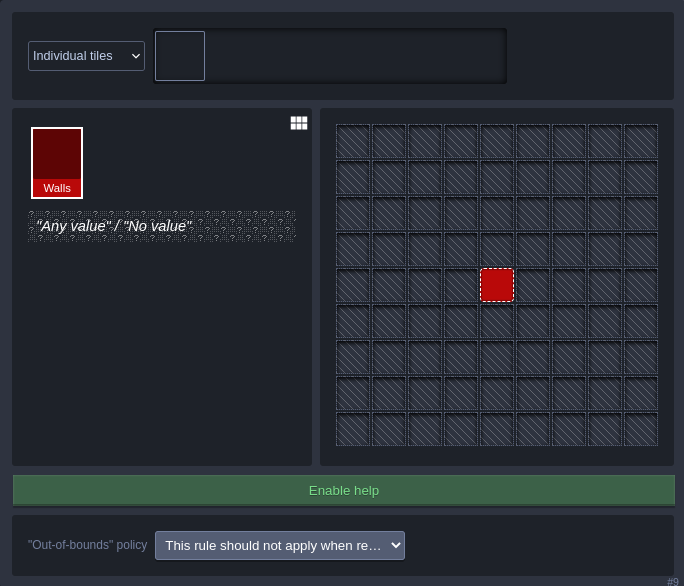 Individual tiles
Walls
"Any value" / "No value"
Enable help
"Out-of-bounds" policy
This rule should not apply when re…
#9